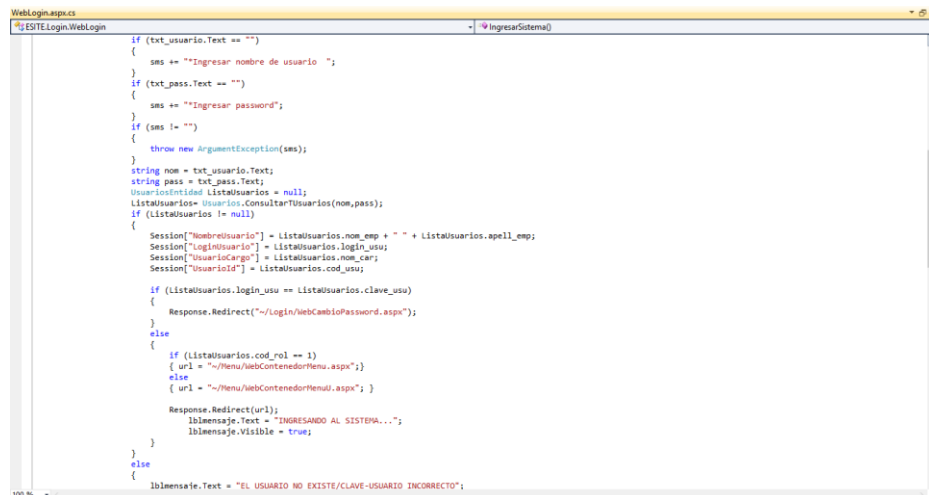 WebLogin.aspx.cs
ESITE.Login.WebLogin
IngresarSistema()
if (txt_usuario.Text == "")
{
sms += "*Ingresar nombre de usuario  ";
}
if (txt_pass.Text == "")
{
sms += "*Ingresar password";
}
if (sms != "")
{
throw new ArgumentException(sms);
}
string nom = txt_usuario.Text;
string pass = txt_pass.Text;
UsuariosEntidad ListaUsuarios = null;
ListaUsuarios= Usuarios.ConsultarTUsuarios(nom,pass);
if (ListaUsuarios != null)
{
Session["NombreUsuario"] = ListaUsuarios.nom_emp + " " + ListaUsuarios.apell_emp;
Session["LoginUsuario"] = ListaUsuarios.login_usu;
Session["UsuarioCargo"] = ListaUsuarios.nom_car;
Session["UsuarioId"] = ListaUsuarios.cod_usu;
if (ListaUsuarios.login_usu == ListaUsuarios.clave_usu)
{
Response.Redirect("~/Login/WebCambioPassword.aspx");
}
else
{
if (ListaUsuarios.cod_rol == 1)
{ url = "~/Menu/WebContenedorMenu.aspx";}
else
{ url = "~/Menu/WebContenedorMenuU.aspx"; }
Response.Redirect(url);
lblmensaje.Text = "INGRESANDO AL SISTEMA...";
lblmensaje.Visible = true;
}
}
else
{
lblmensaje.Text = "EL USUARIO NO EXISTE/CLAVE-USUARIO INCORRECTO";
100 %